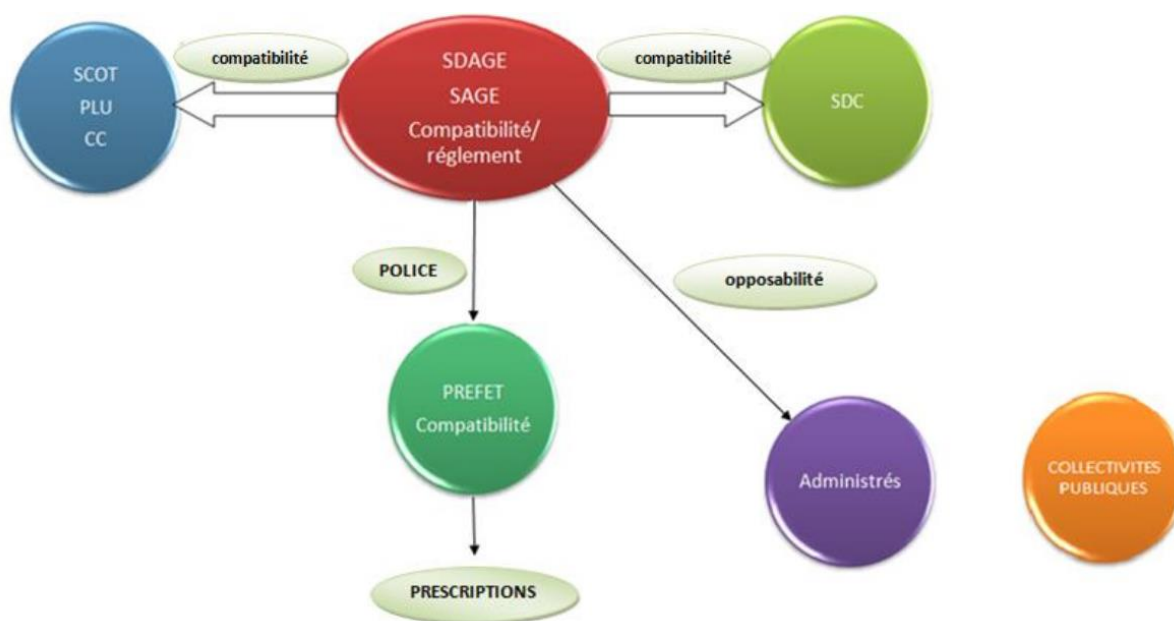 compatibilité
compatibilité
SCOT
PLU
CC
SDAGE
SAGE
Compatibilité/
réglement
SDC
POLICE
opposabilité
PREFET
Compatibilité
Administrés
COLLECTIVITES
PUBLIQUES
PRESCRIPTIONS